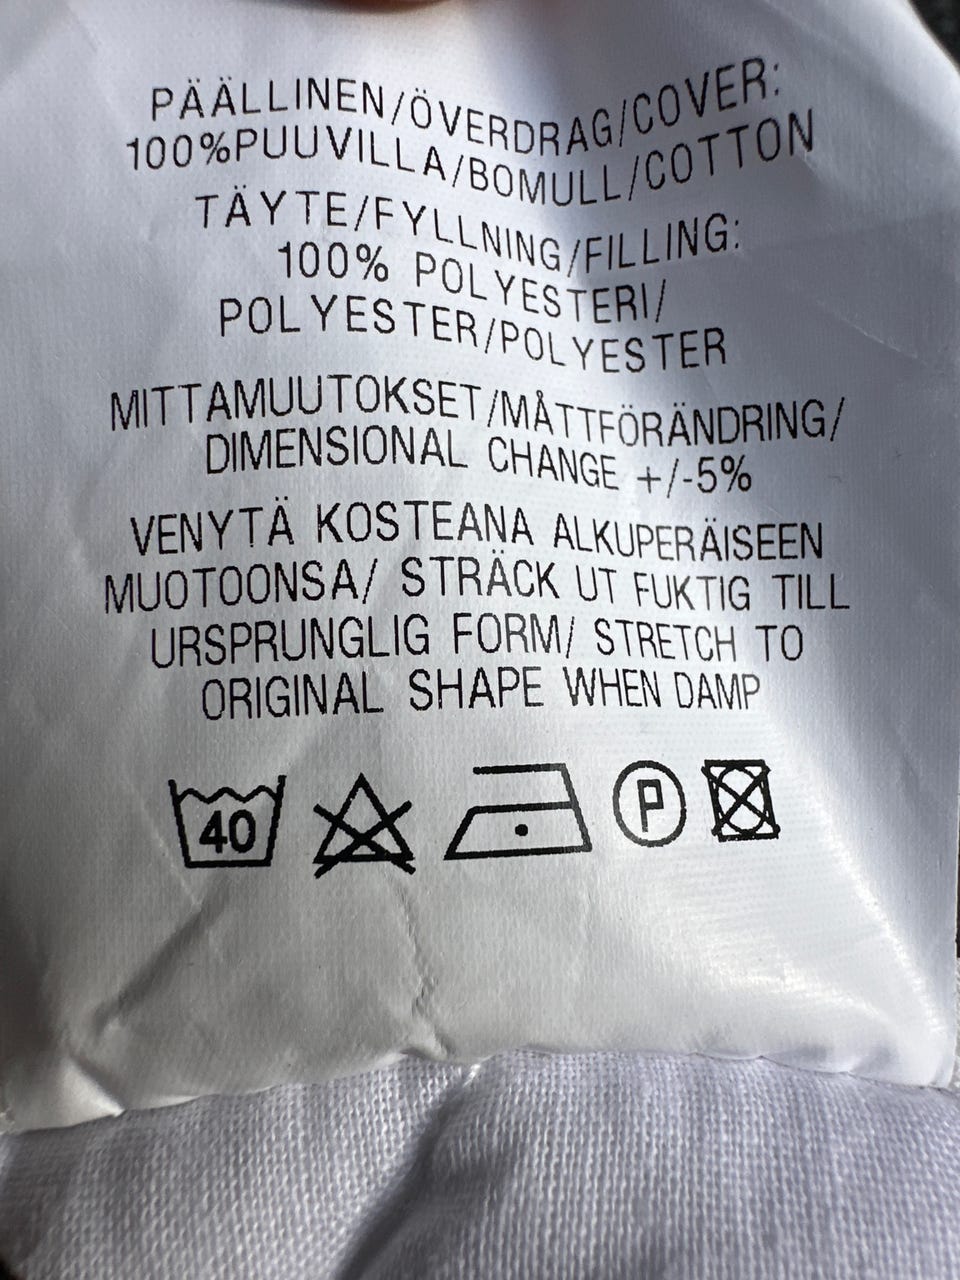 PÄÄLLINEN/ÖVERDRAG/COVER:
100%PUUVILLA/BOMULL/COTTON
TÄYTE/FYLLNING/FILLING:
100% POLYESTERI/
POLYESTER/POLYESTER
MITTAMUUTOKSET/MÅTTFÖRÄNDRING/
DIMENSIONAL CHANGE +/-5%
VENYTÄ KOSTEANA ALKUPERÄISEEN
MUOTOONSA/ STRÄCK UT FUKTIG TILL
URSPRUNGLIG FORM/ STRETCH TO
ORIGINAL SHAPE WHEN DAMP
40 P